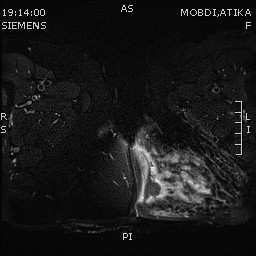 19:14:00 AS MOBDI,ATIKA
SIEMENS F
R L
S I
PI